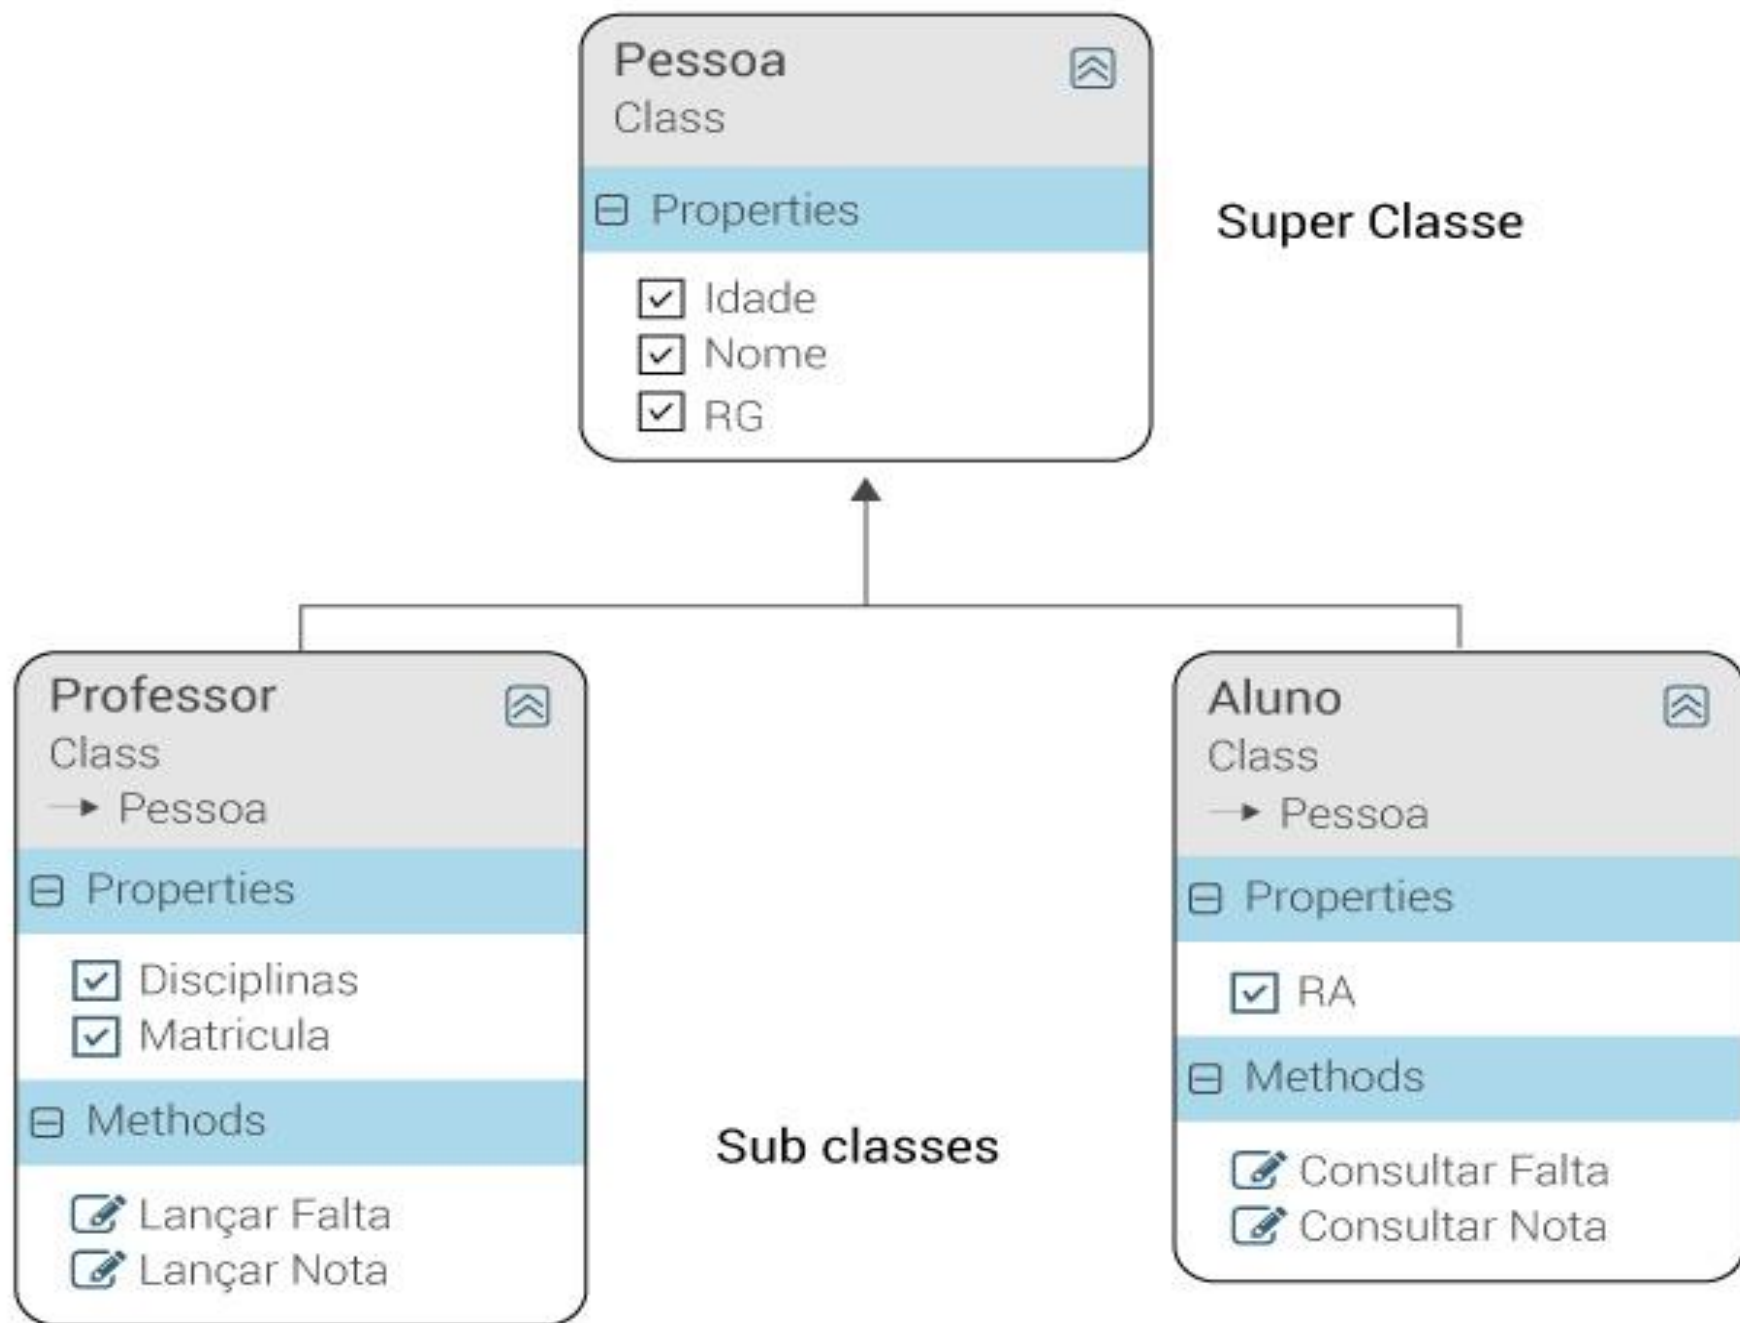 Pessoa
Class
Properties
Idade
Nome
RG
Super Classe
Professor
Class
Pessoa
Properties
Disciplinas
Matricula
Methods
Lançar Falta
Lançar Nota
Sub classes
Aluno
Class
Pessoa
Properties
RA
Methods
Consultar Falta
Consultar Nota